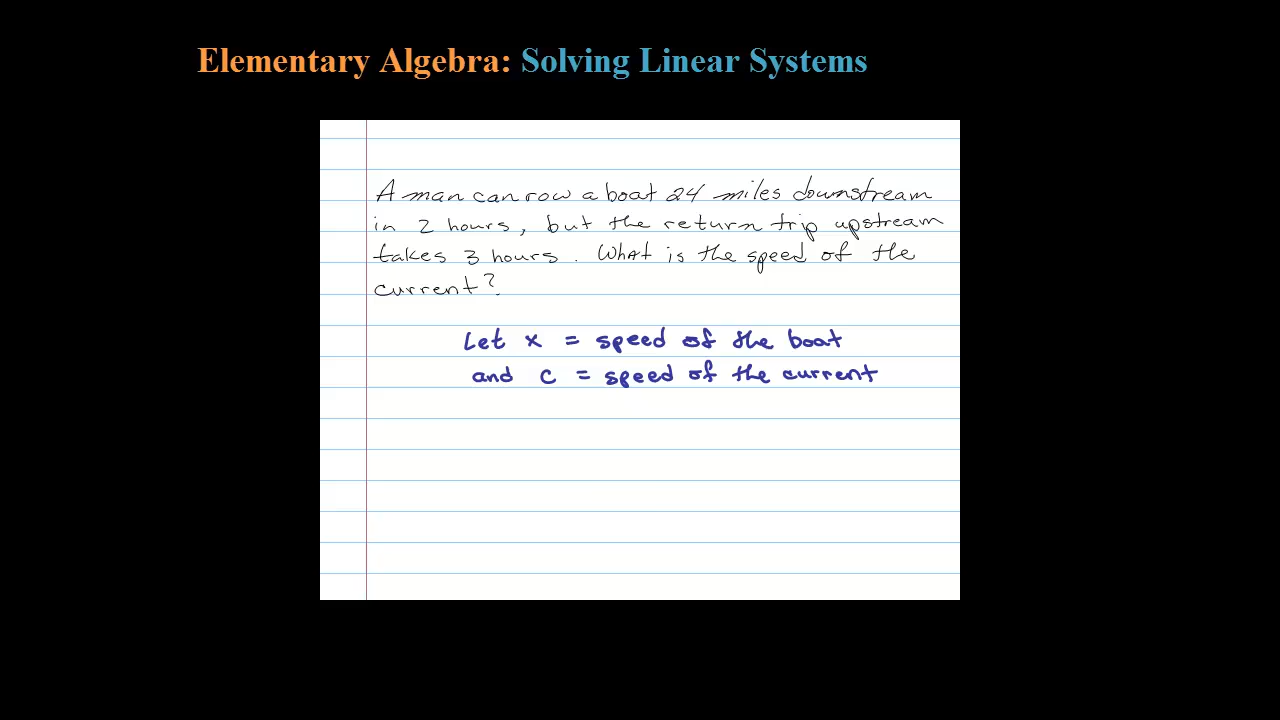 Elementary Algebra: Solving Linear Systems
A man can row a boat 24 miles downstream
in 2 hours, but the return trip upstream
takes 3 hours. What is the speed of the
current?
Let x = speed of the boat
and c = speed of the current